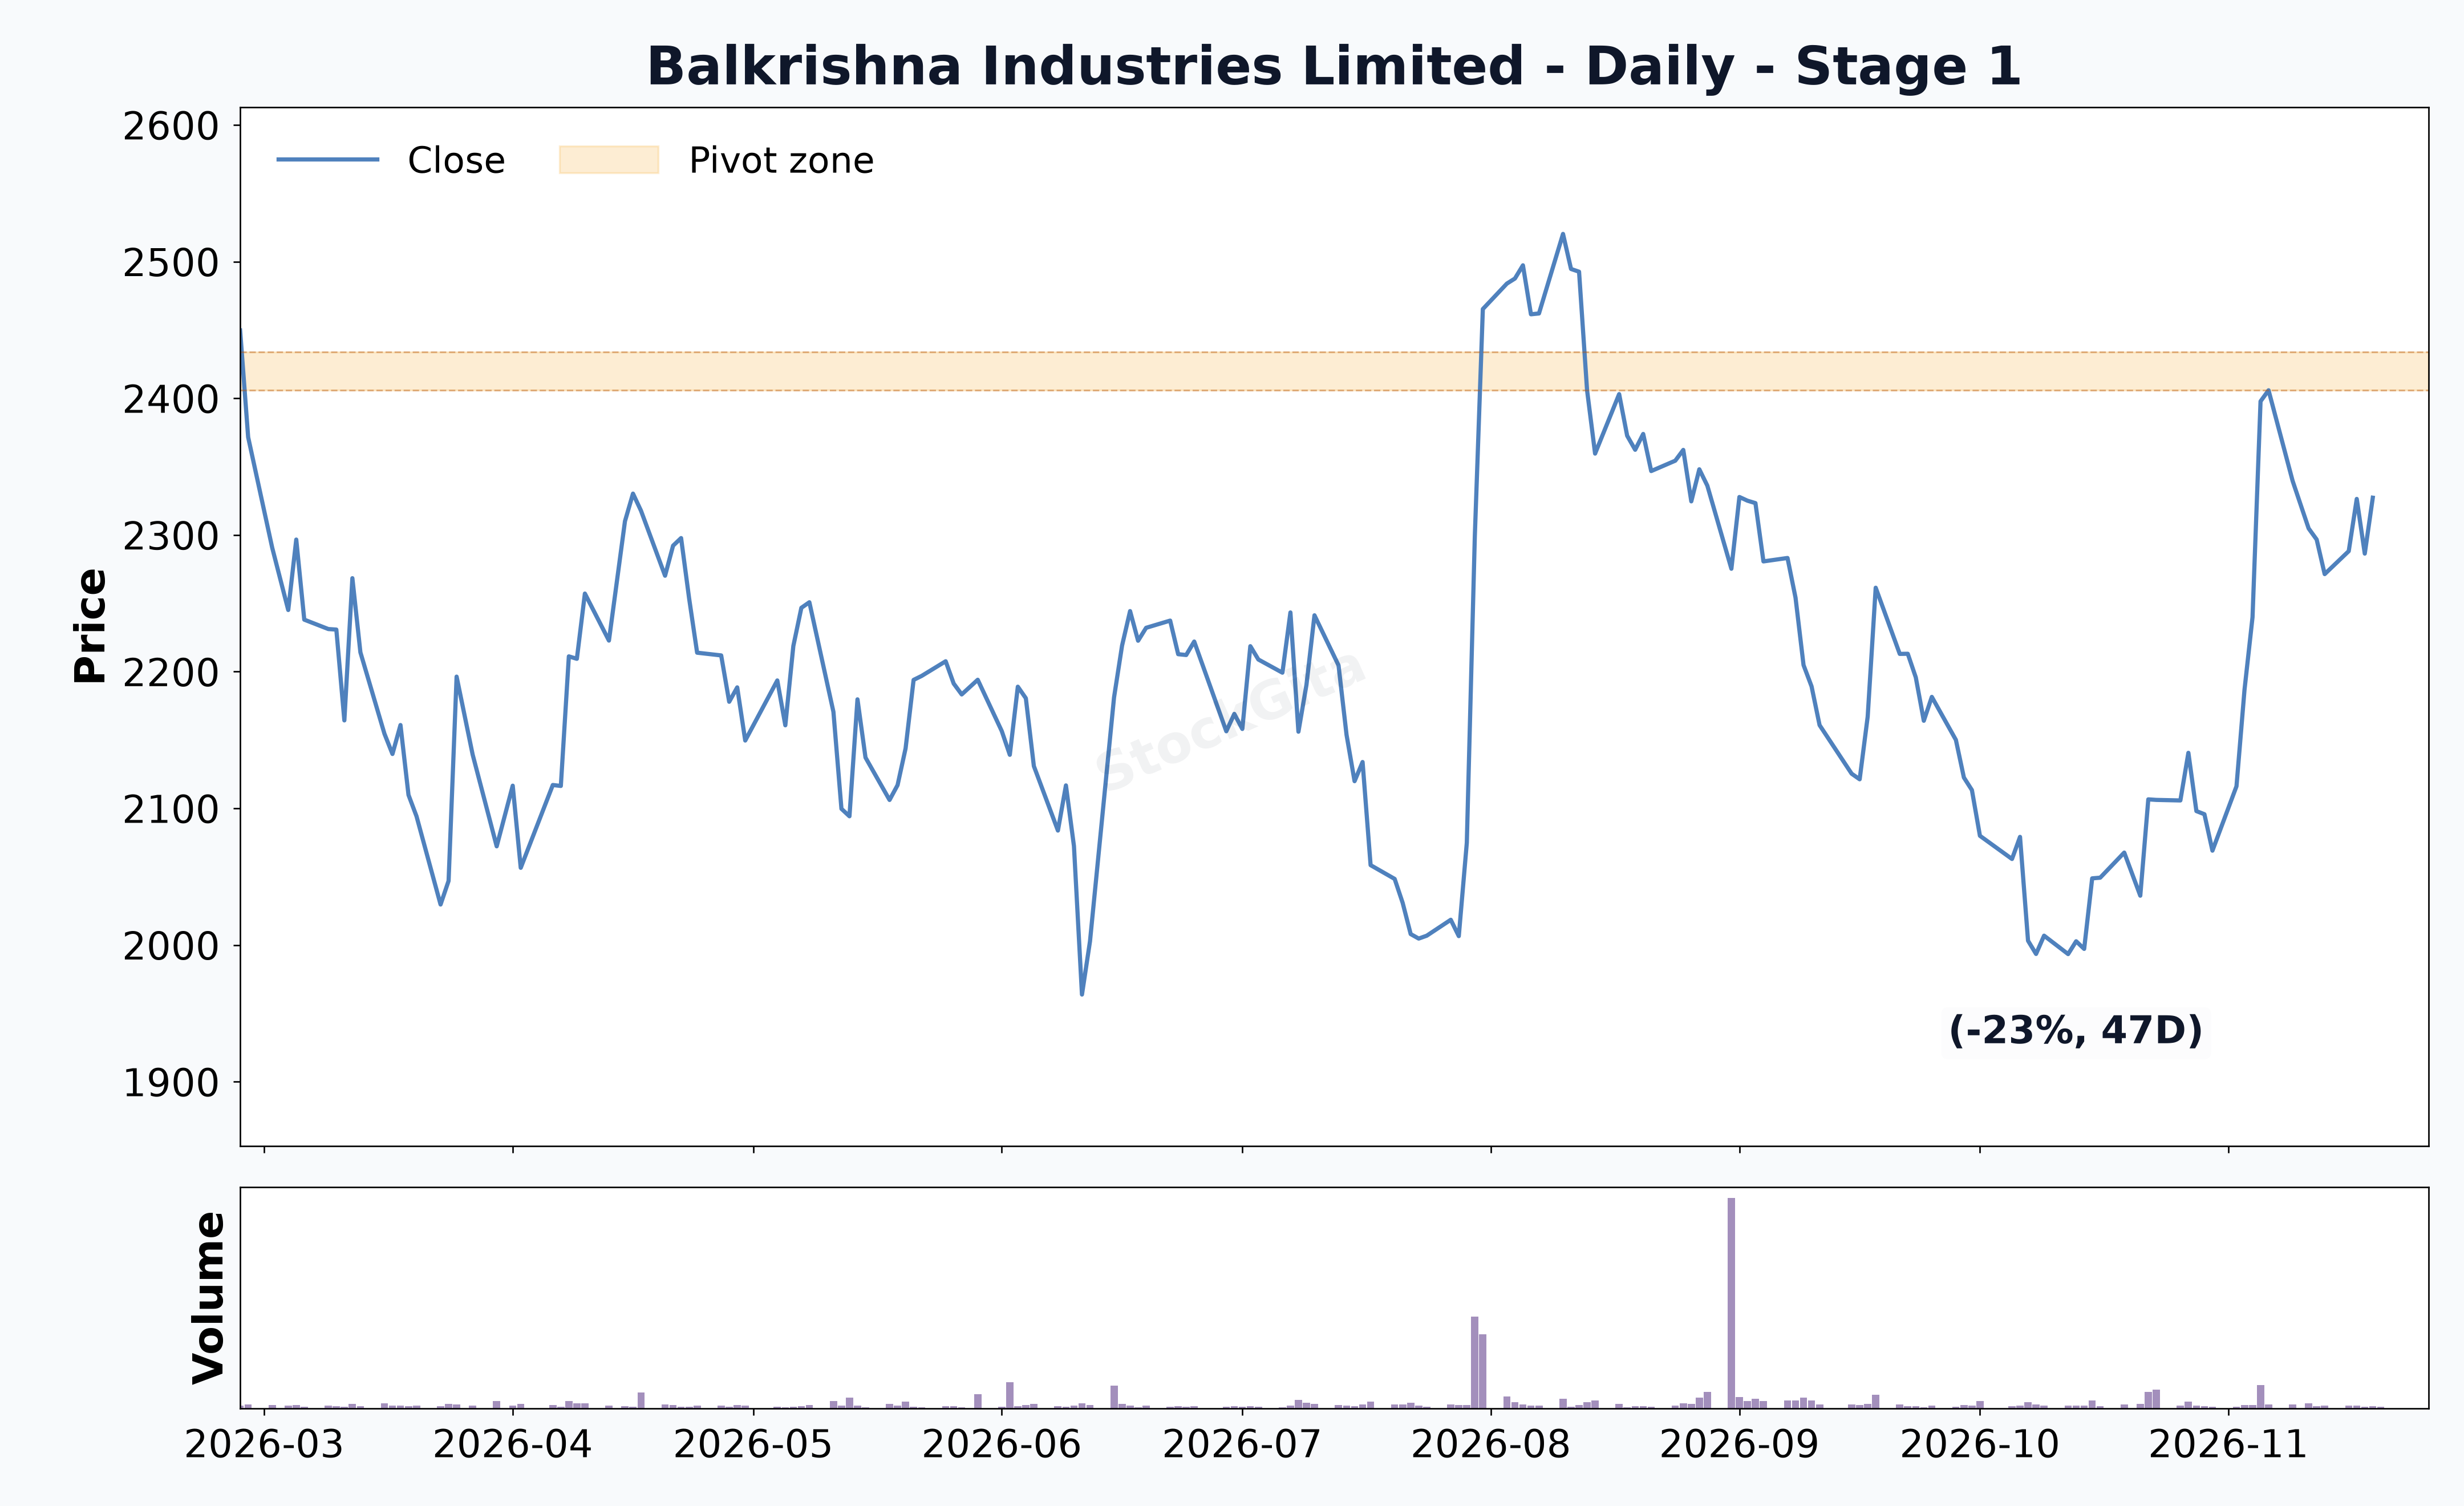 Balkrishna Industries Limited - Daily - Stage 1
Close
Pivot zone
Price
2600
2500
2400
2300
2200
2100
2000
1900
StockGita
(-23%, 47D)
Volume
2026-03
2026-04
2026-05
2026-06
2026-07
2026-08
2026-09
2026-10
2026-11